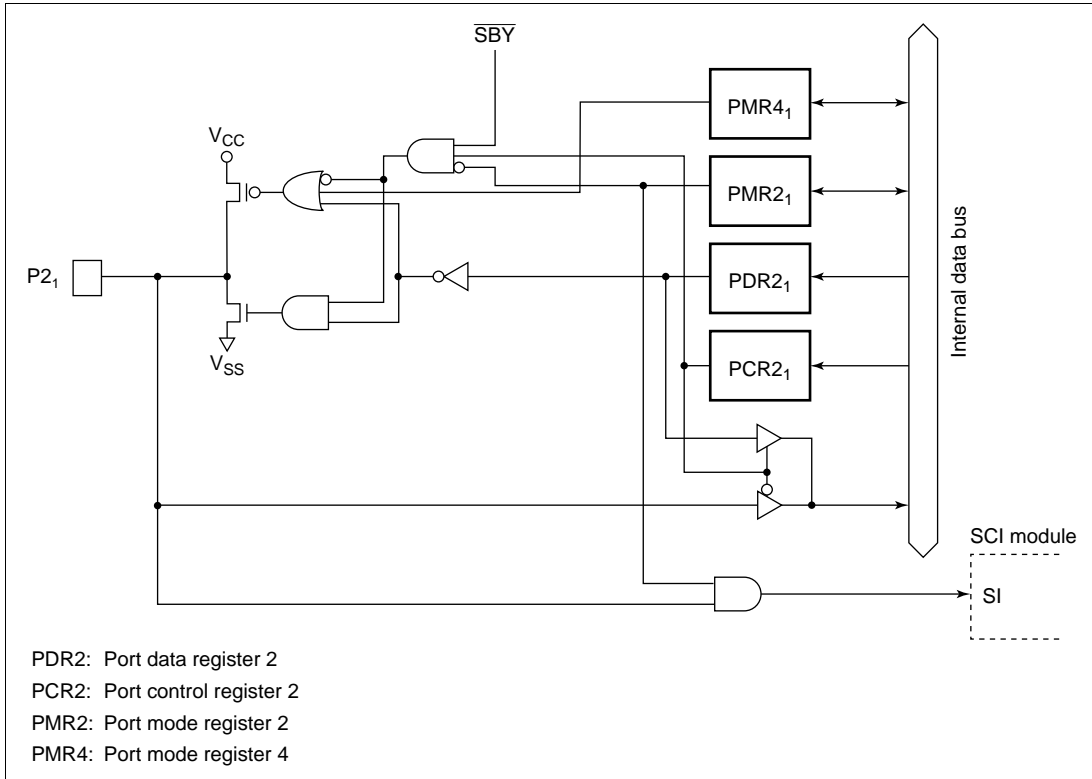 SBY
PMR4₁
V_CC
PMR2₁
PDR2₁
P2₁
Internal data bus
PCR2₁
V_SS
SCI module
SI
PDR2: Port data register 2
PCR2: Port control register 2
PMR2: Port mode register 2
PMR4: Port mode register 4